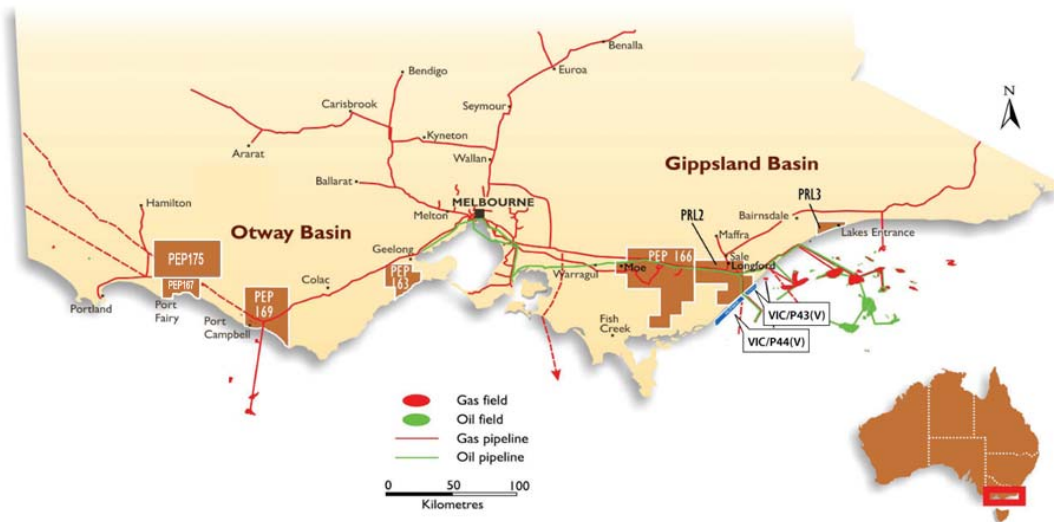 Benalla
Euroa
Bendigo
Seymour
Carisbrook
Kyneton
Ararat
Wallan
N
Gippsland Basin
Ballarat
MELBOURNE
PRL3
Hamilton
Melton
PRL2
Bairnsdale
Maffra
Lakes Entrance
Otway Basin
Geelong
Sale
PEP175
PEP 166
Longford
Moe
Warragul
PEP
163
Colac
PEP167
PEP
169
Portland
Port
Fairy
Port
Campbell
Fish
Creek
VIC/P43(V)
VIC/P44(V)
Gas field
Oil field
Gas pipeline
Oil pipeline
0 50 100
Kilometres